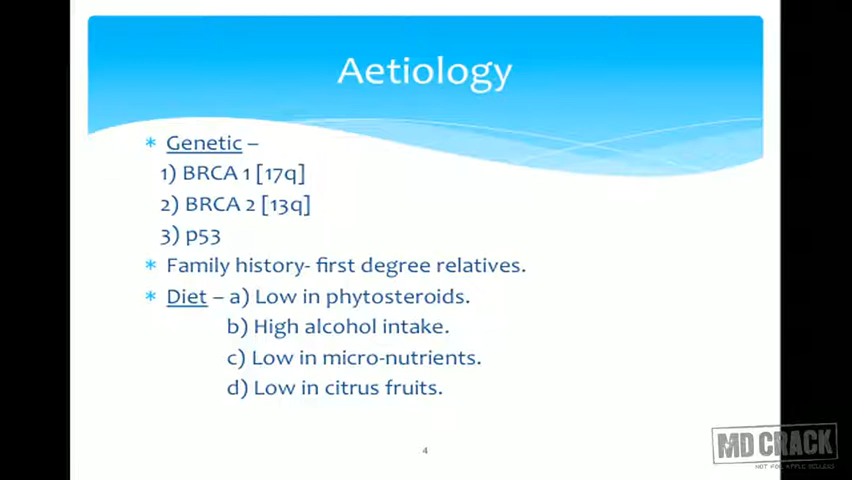 Aetiology
* Genetic –
1) BRCA 1 [17q]
2) BRCA 2 [13q]
3) p53
* Family history- first degree relatives.
* Diet – a) Low in phytosteroids.
b) High alcohol intake.
c) Low in micro-nutrients.
d) Low in citrus fruits.
4
MD CRACK